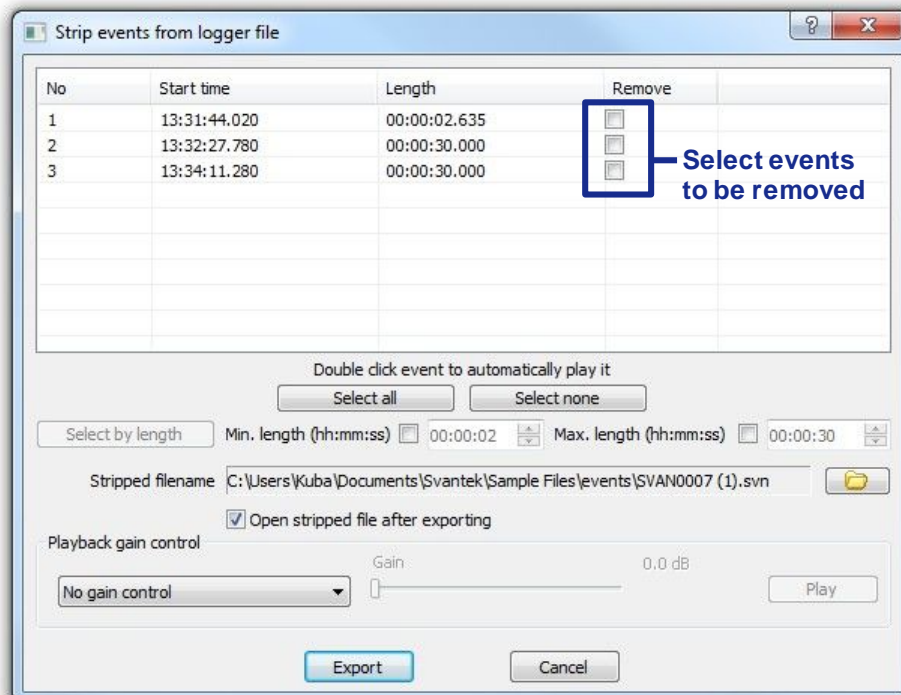 Strip events from logger file
No Start time Length Remove
1 13:31:44.020 00:00:02.635
2 13:32:27.780 00:00:30.000
3 13:34:11.280 00:00:30.000
Select events
to be removed
Double click event to automatically play it
Select all Select none
Select by length Min. length (hh:mm:ss) 00:00:02 Max. length (hh:mm:ss) 00:00:30
Stripped filename C:\Users\Kuba\Documents\Svantek\Sample Files\events\SVAN0007 (1).svn
Open stripped file after exporting
Playback gain control
Gain 0.0 dB
No gain control Play
Export Cancel